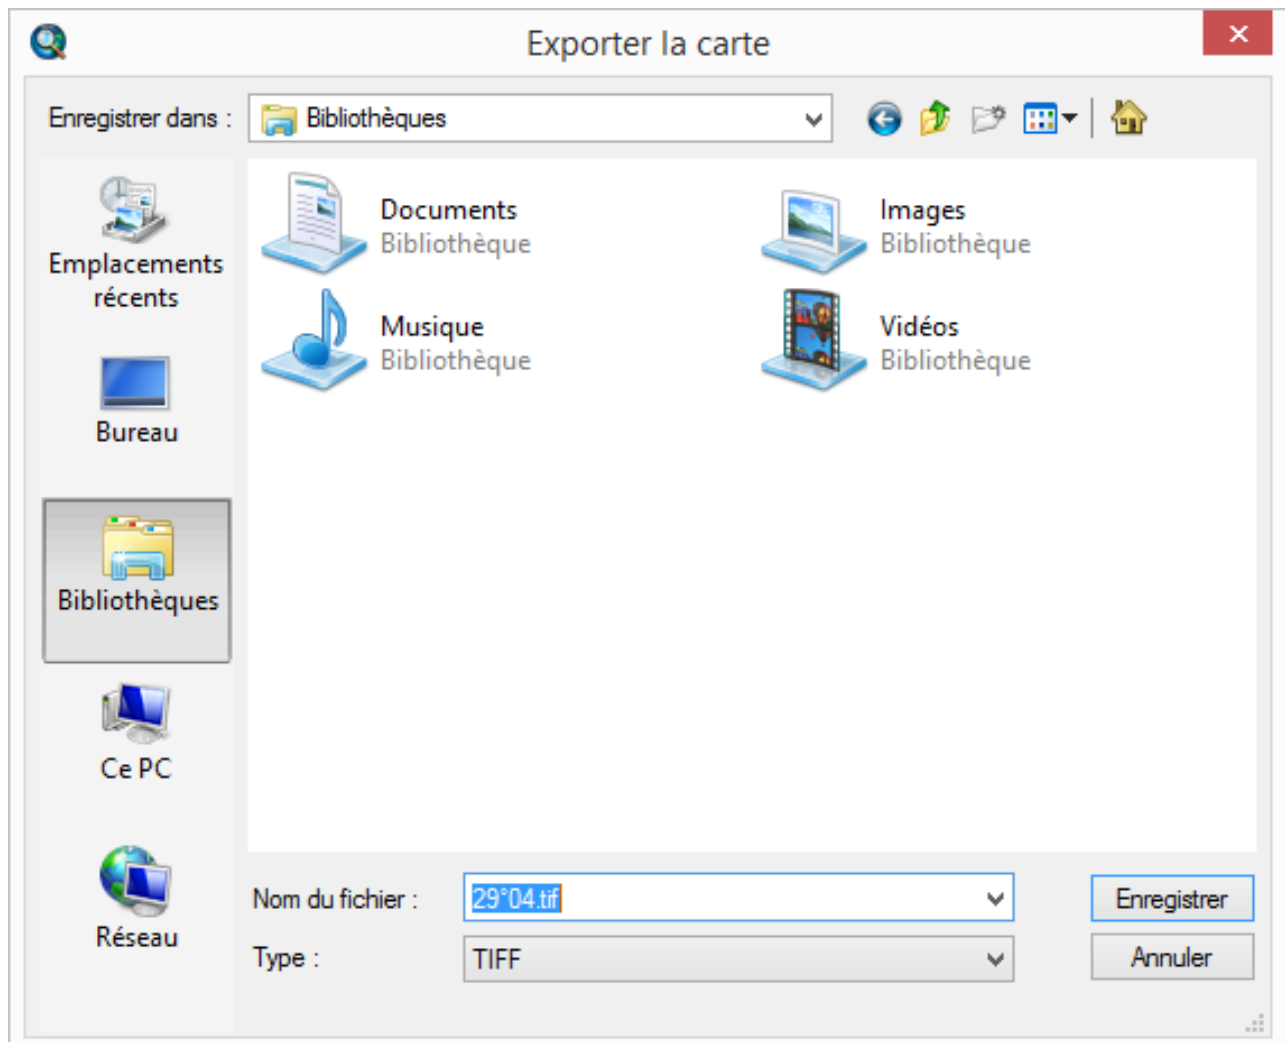 Exporter la carte
Enregistrer dans :
Bibliothèques
Emplacements
récents
Bureau
Bibliothèques
Ce PC
Réseau
Documents
Bibliothèque
Images
Bibliothèque
Musique
Bibliothèque
Vidéos
Bibliothèque
Nom du fichier :
29°04.tif
Enregistrer
Type :
TIFF
Annuler